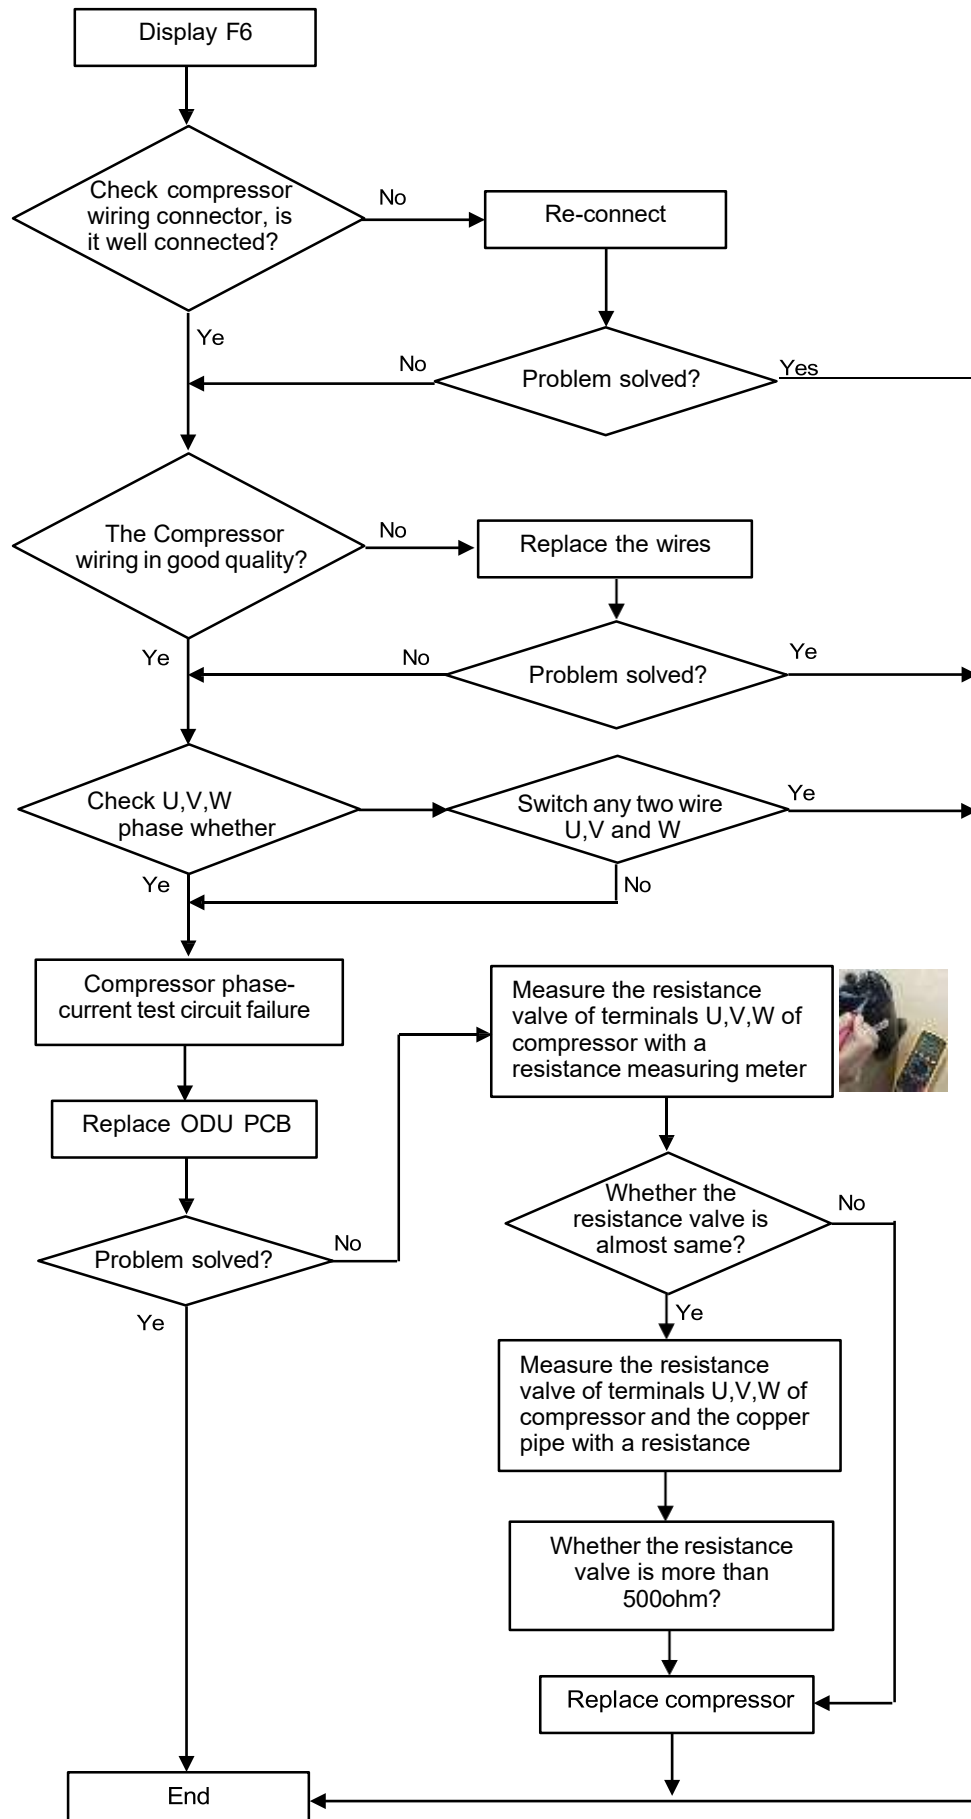 Display F6
Check compressor
wiring connector, is
it well connected?
No
Re-connect
Ye
No
Problem solved?
Yes
The Compressor
wiring in good quality?
No
Replace the wires
Ye
No
Problem solved?
Ye
Check U,V,W
phase whether
Switch any two wire
U,V and W
Ye
Ye
No
Compressor phase-
current test circuit failure
Measure the resistance
valve of terminals U,V,W of
compressor with a
resistance measuring meter
Replace ODU PCB
Problem solved?
No
Whether the
resistance valve is
almost same?
No
Ye
Ye
Measure the resistance
valve of terminals U,V,W of
compressor and the copper
pipe with a resistance
Whether the resistance
valve is more than
500ohm?
Replace compressor
End